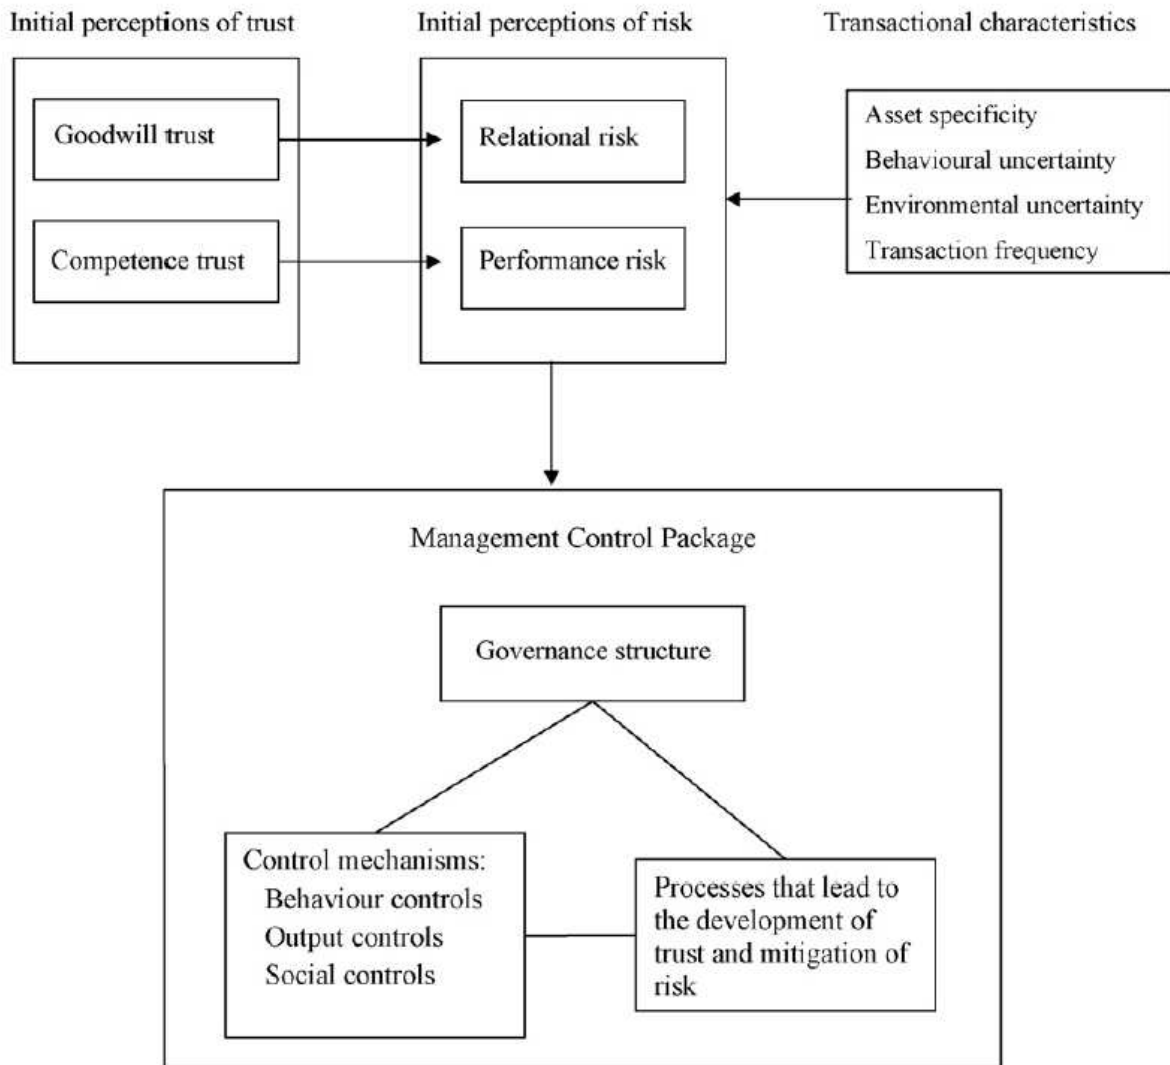 Initial perceptions of trust
Initial perceptions of risk
Transactional characteristics
Goodwill trust
Relational risk
Asset specificity
Behavioural uncertainty
Environmental uncertainty
Transaction frequency
Competence trust
Performance risk
Management Control Package
Governance structure
Control mechanisms:
Behaviour controls
Output controls
Social controls
Processes that lead to
the development of
trust and mitigation of
risk